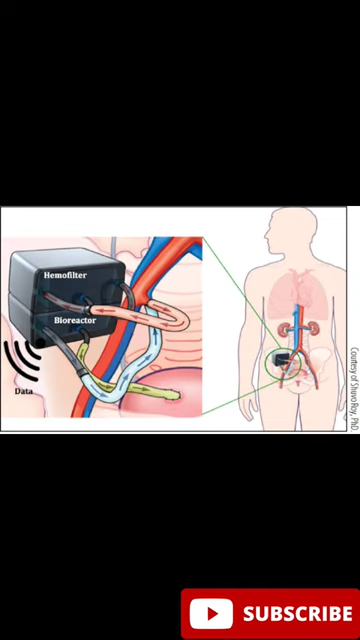 Hemofilter
Bioreactor
Data
Courtesy of Shuvo Roy, PhD.
SUBSCRIBE